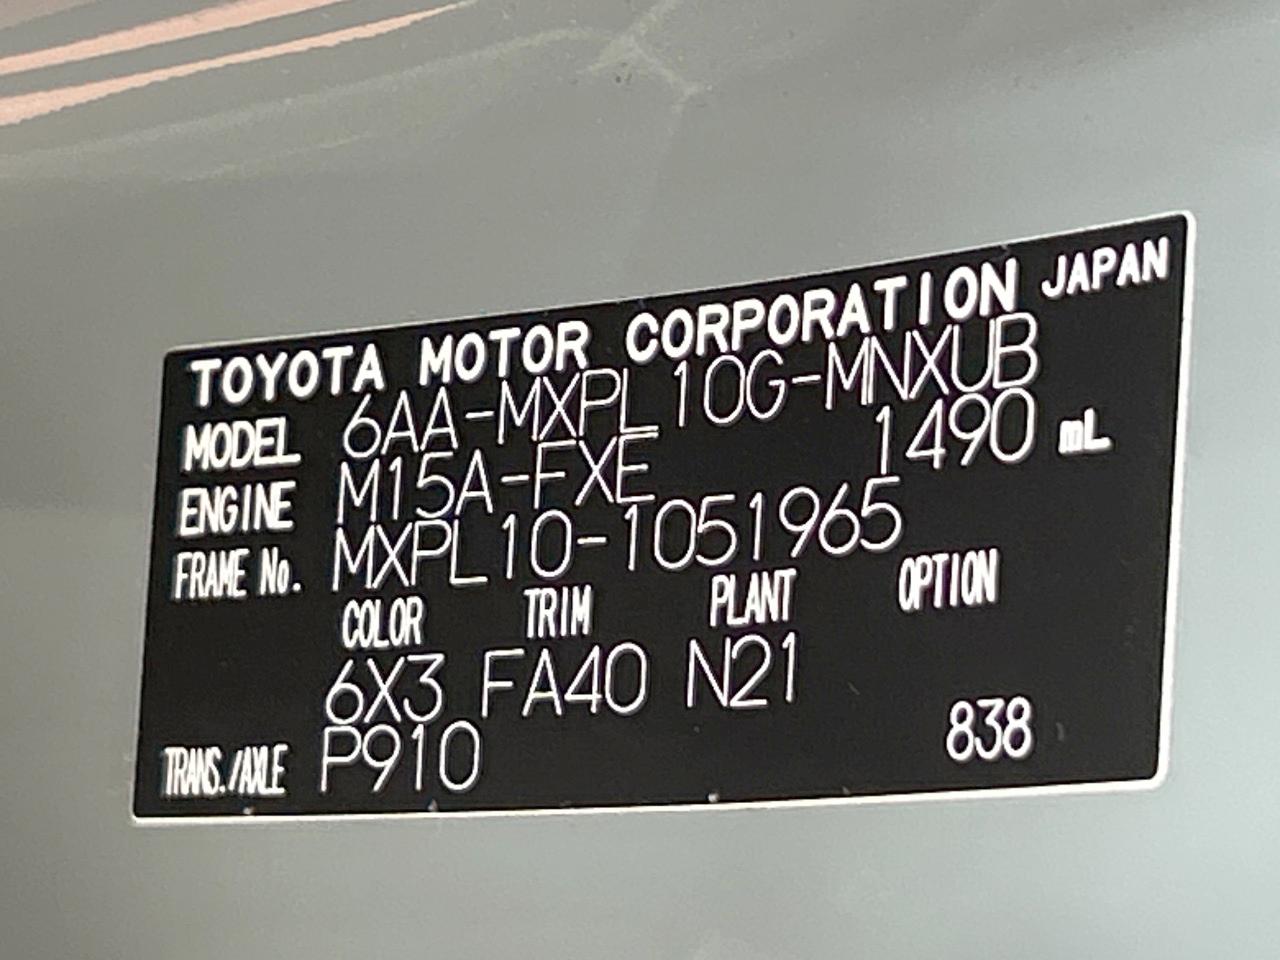 TOYOTA MOTOR CORPORATION JAPAN
MODEL 6AA-MXPL10G-MNXUB
ENGINE M15A-FXE 1490 mL
FRAME No. MXPL10-1051965
COLOR TRIM PLANT OPTION
6X3 FA40 N21
TRANS./AXLE P910 838